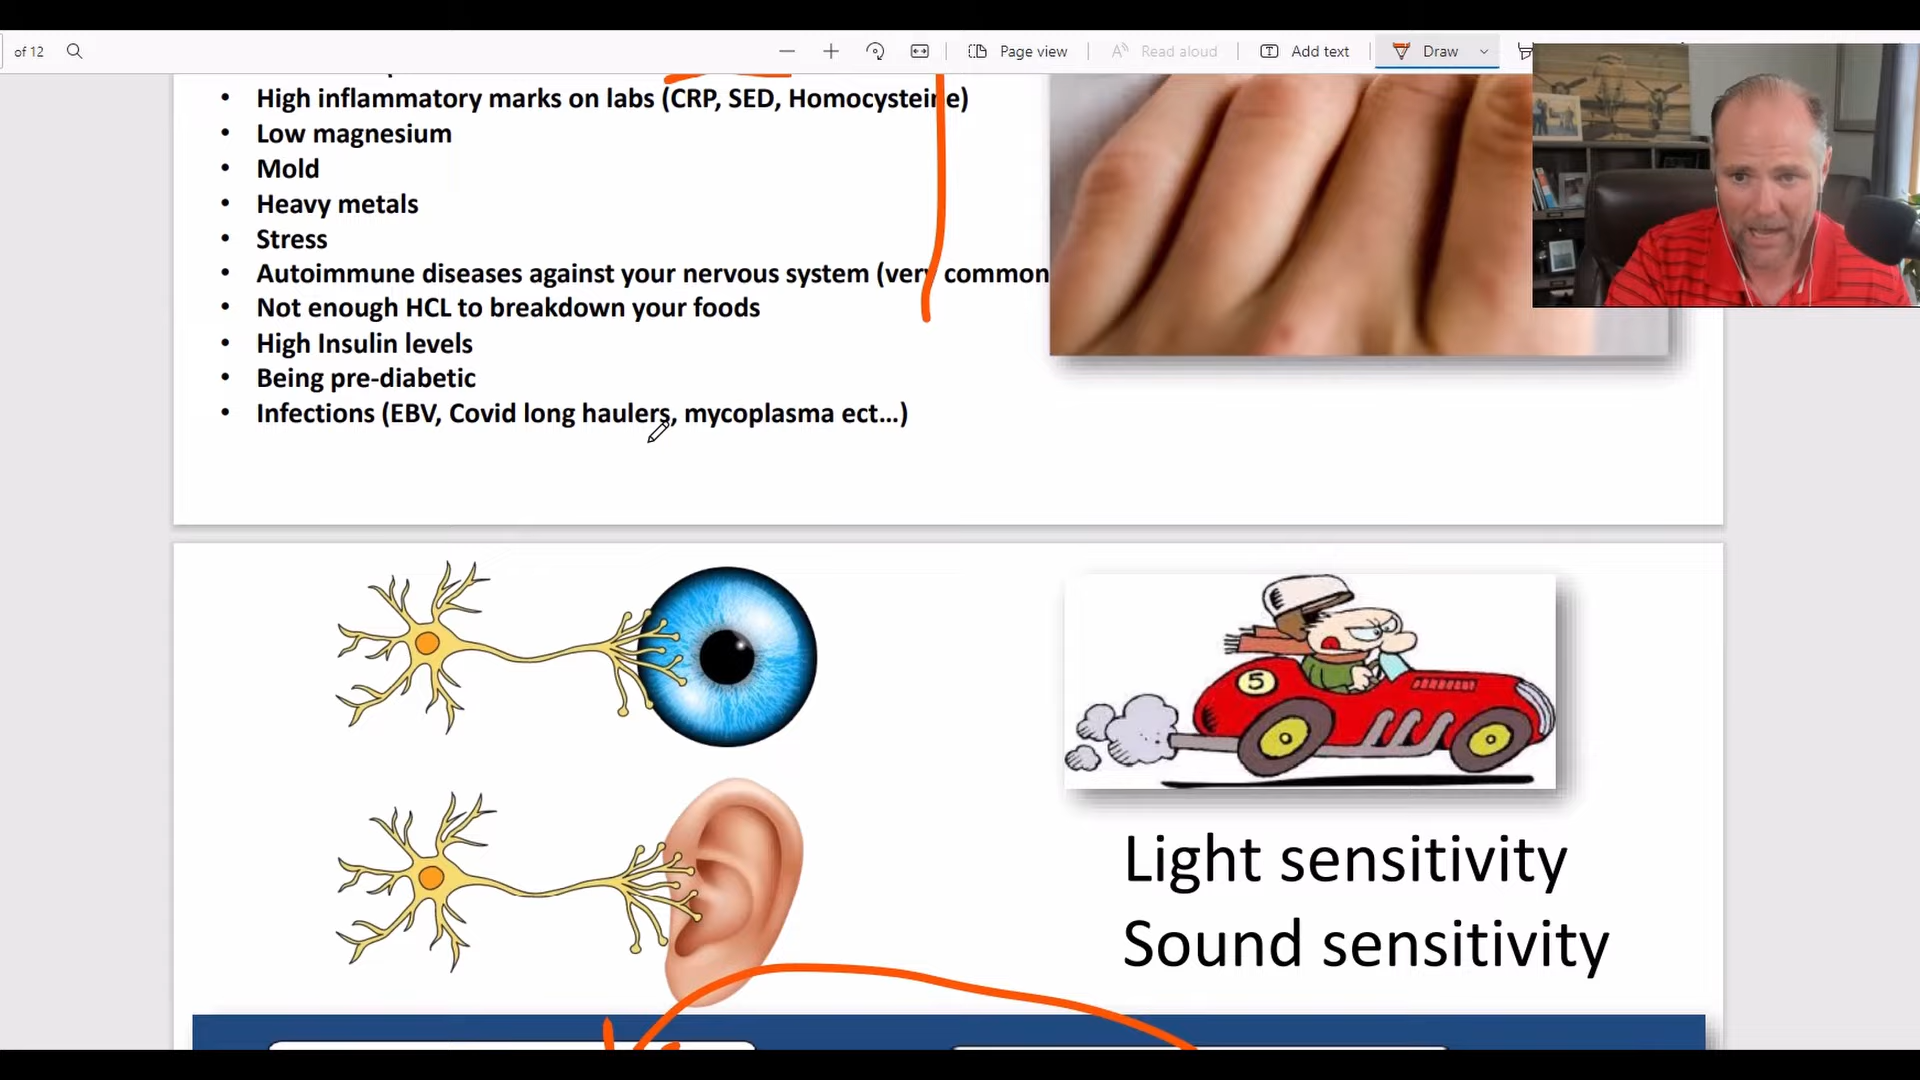 of 12
Page view
Read aloud
Add text
Draw
• High inflammatory marks on labs (CRP, SED, Homocysteine)
• Low magnesium
• Mold
• Heavy metals
• Stress
• Autoimmune diseases against your nervous system (very common
• Not enough HCL to breakdown your foods
• High Insulin levels
• Being pre-diabetic
• Infections (EBV, Covid long haulers, mycoplasma ect...)
5
Light sensitivity
Sound sensitivity